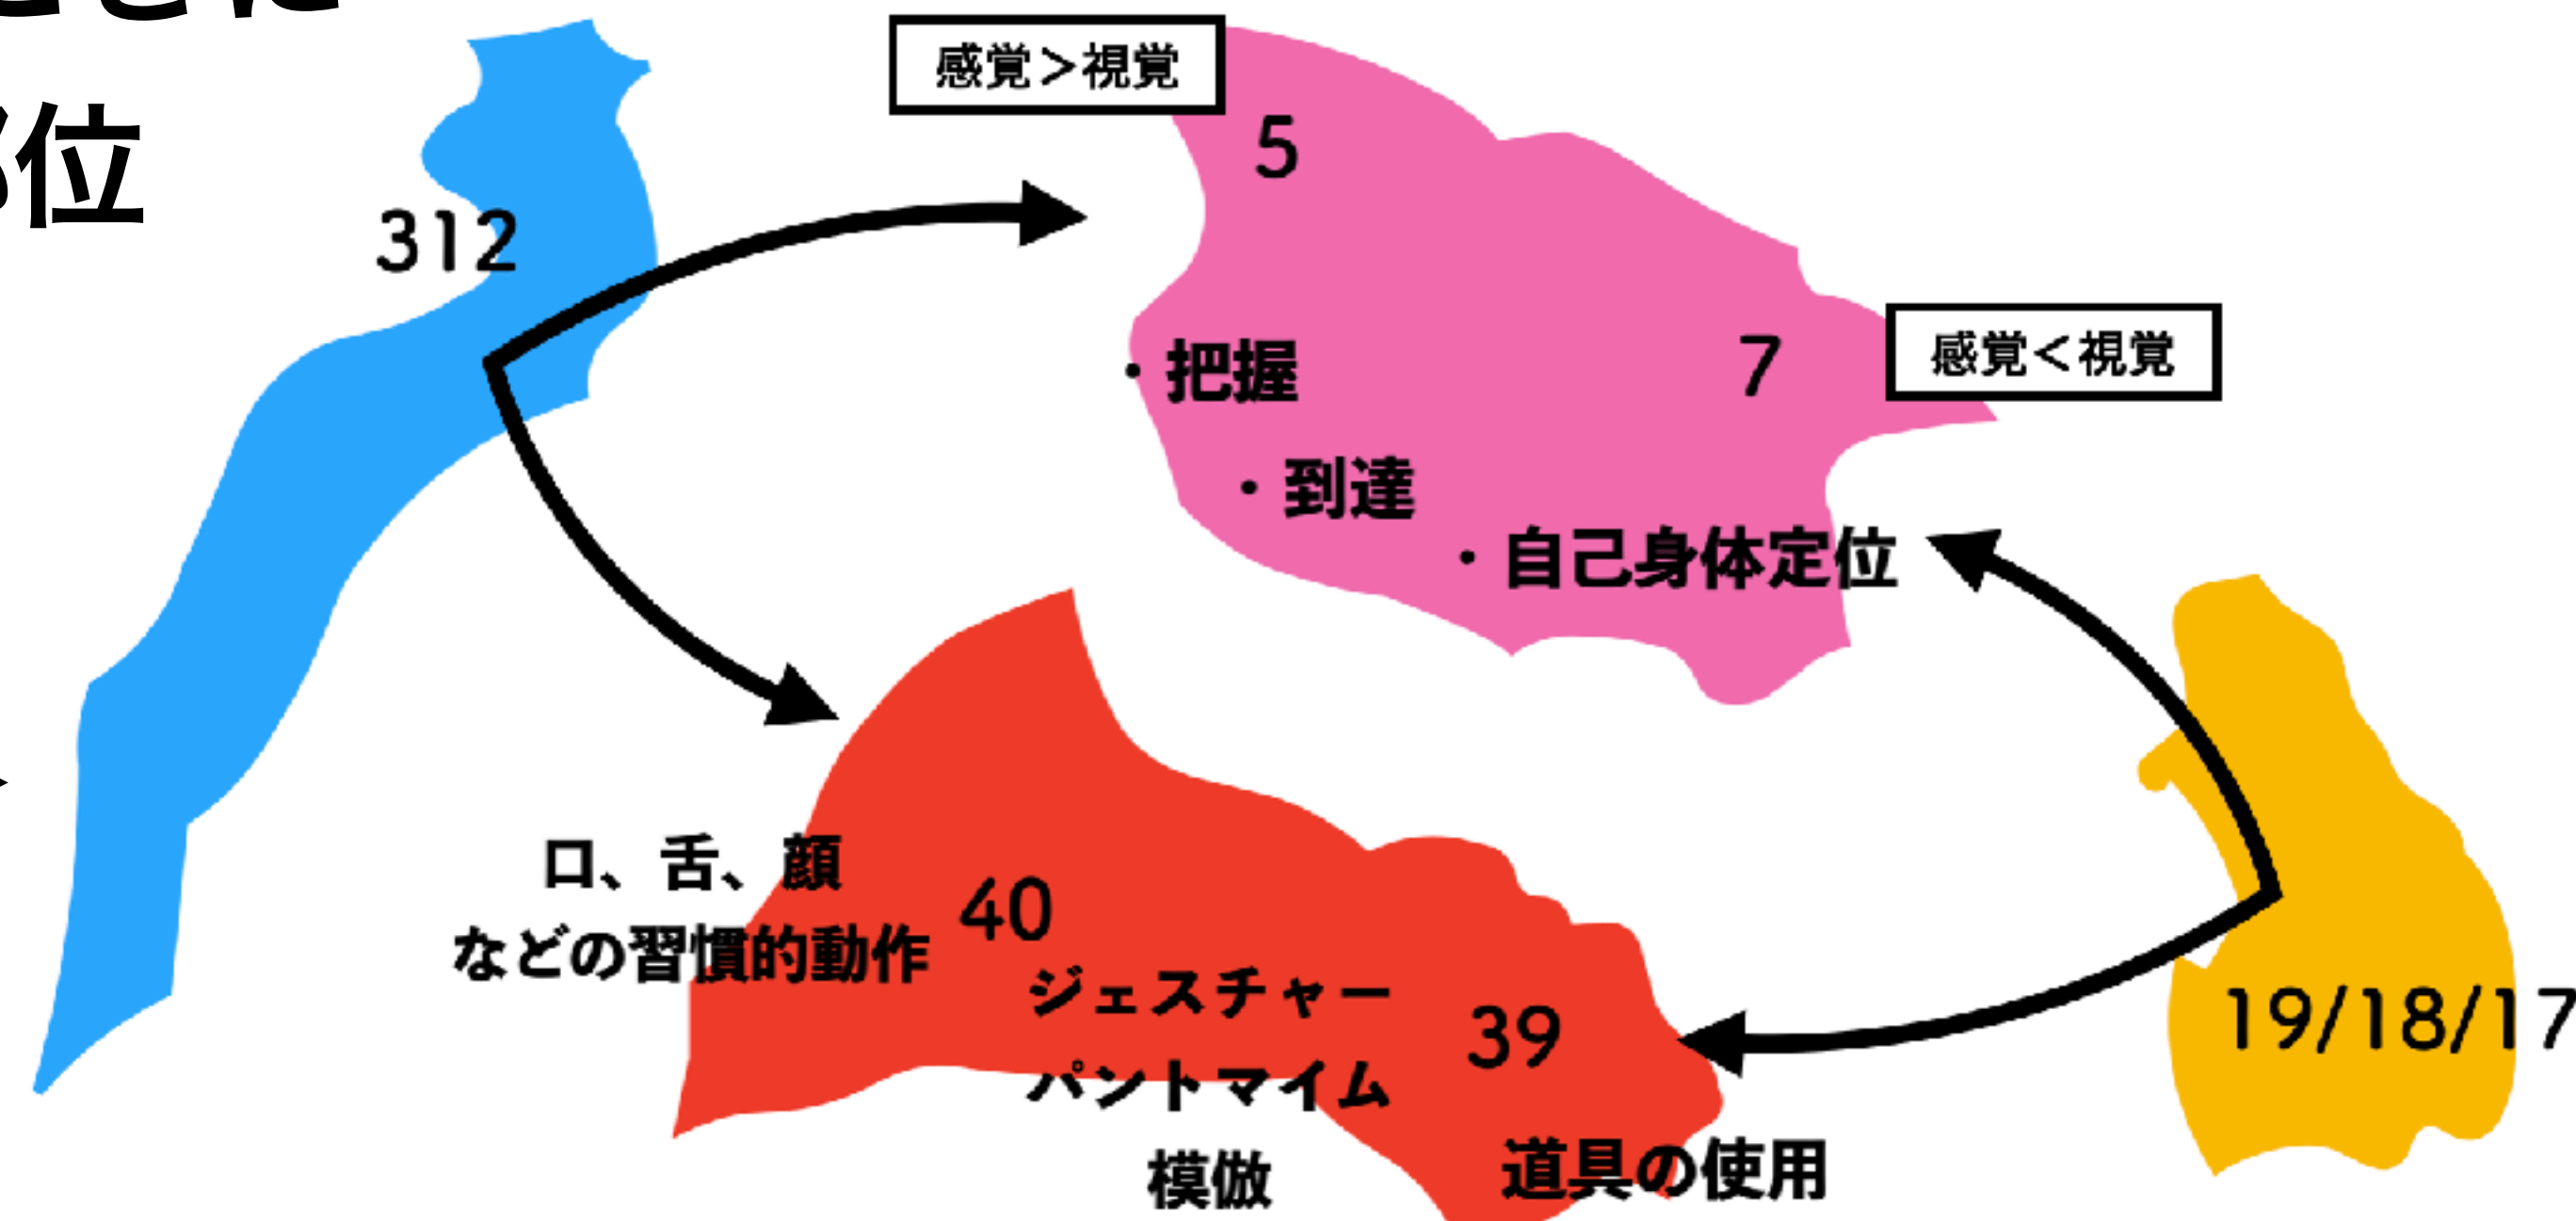 位
感覚＞視覚
5
312
7
感覚＜視覚
・把握
・到達
・自己身体定位
口、舌、顔
などの習慣的動作
40
ジェスチャー
パントマイム
模倣
39
道具の使用
19/18/17